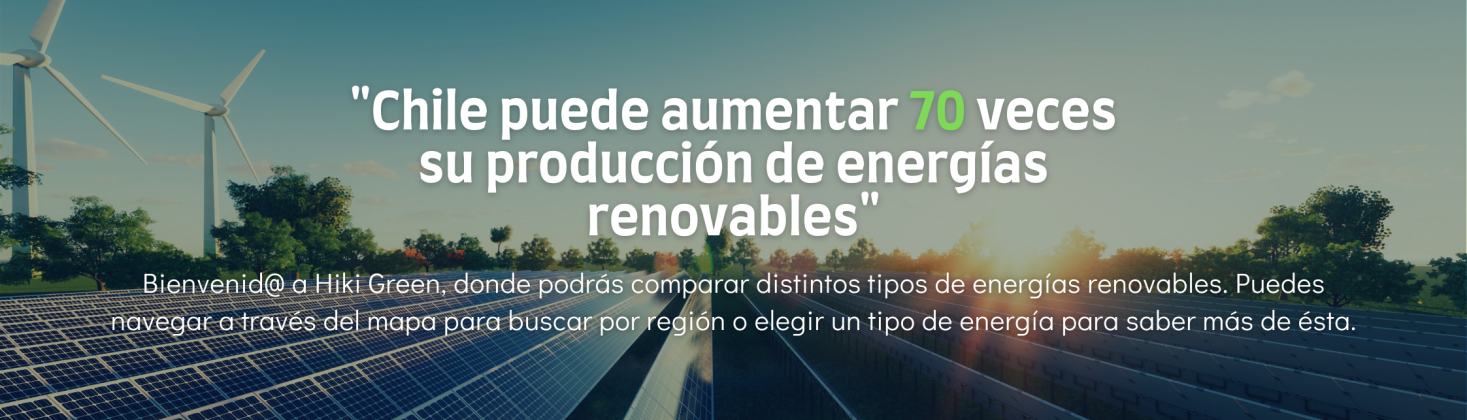 "Chile puede aumentar 70 veces
su producción de energías
renovables"
Bienvenid@ a Hiki Green, donde podrás comparar distintos tipos de energías renovables. Puedes
navegar a través del mapa para buscar por región o elegir un tipo de energía para saber más de ésta.